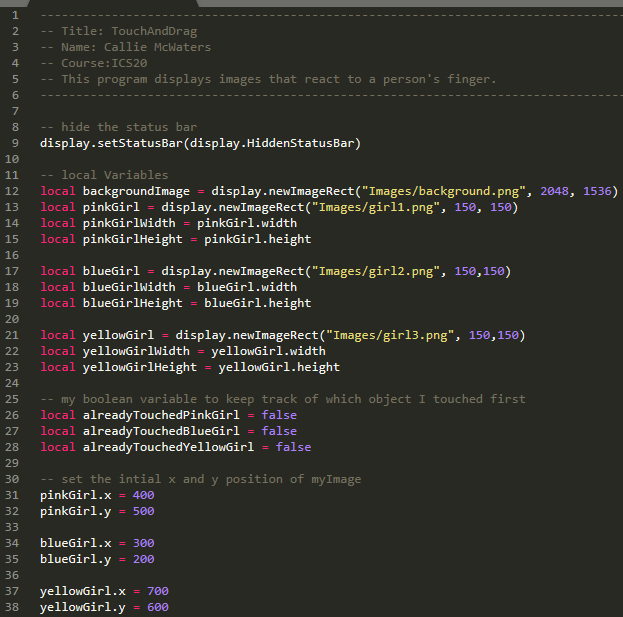 1 --------------------------------------------------------------------------------
2 -- Title: TouchAndDrag
3 -- Name: Callie McWaters
4 -- Course:ICS20
5 -- This program displays images that react to a person's finger.
6 --------------------------------------------------------------------------------
7
8 -- hide the status bar
9 display.setStatusBar(display.HiddenStatusBar)
10
11 -- local Variables
12 local backgroundImage = display.newImageRect("Images/background.png", 2048, 1536)
13 local pinkGirl = display.newImageRect("Images/girl1.png", 150, 150)
14 local pinkGirlWidth = pinkGirl.width
15 local pinkGirlHeight = pinkGirl.height
16
17 local blueGirl = display.newImageRect("Images/girl2.png", 150,150)
18 local blueGirlWidth = blueGirl.width
19 local blueGirlHeight = blueGirl.height
20
21 local yellowGirl = display.newImageRect("Images/girl3.png", 150,150)
22 local yellowGirlWidth = yellowGirl.width
23 local yellowGirlHeight = yellowGirl.height
24
25 -- my boolean variable to keep track of which object I touched first
26 local alreadyTouchedPinkGirl = false
27 local alreadyTouchedBlueGirl = false
28 local alreadyTouchedYellowGirl = false
29
30 -- set the intial x and y position of myImage
31 pinkGirl.x = 400
32 pinkGirl.y = 500
33
34 blueGirl.x = 300
35 blueGirl.y = 200
36
37 yellowGirl.x = 700
38 yellowGirl.y = 600